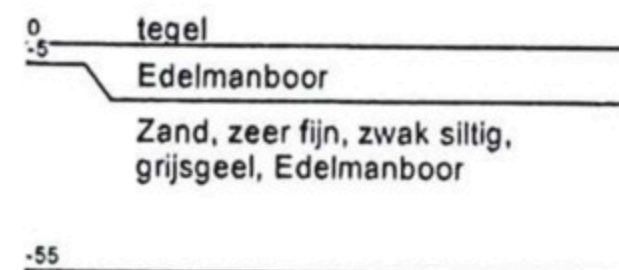 0 tegel
-5
Edelmanboor
Zand, zeer fijn, zwak siltig,
grijsgeel, Edelmanboor
-55